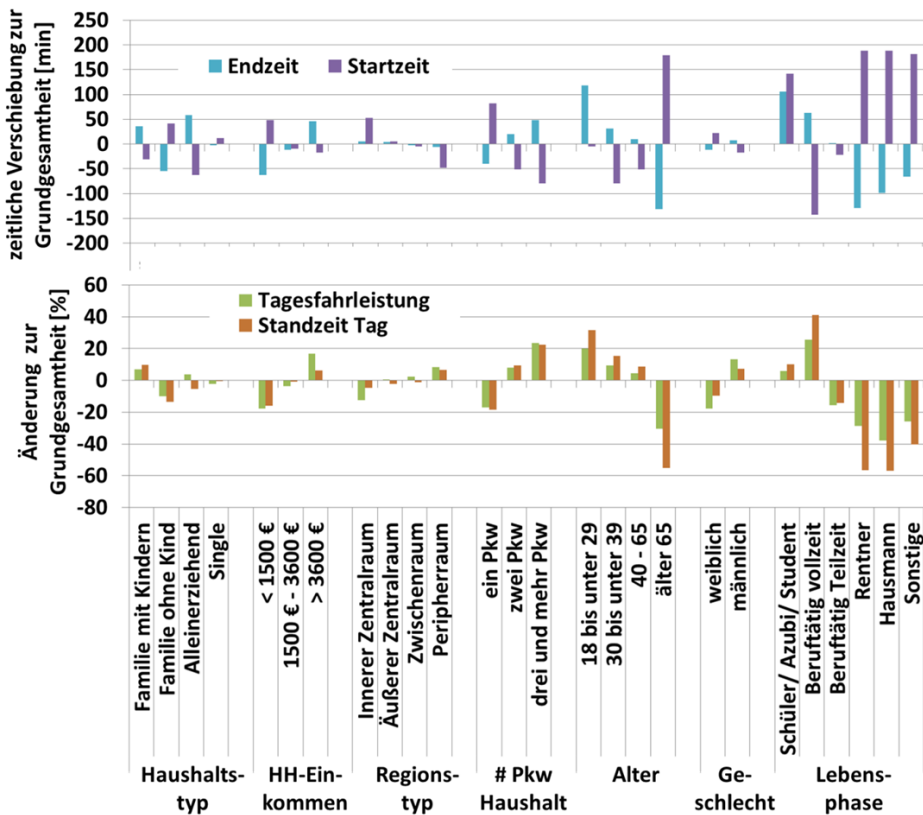 zeitliche Verschiebung zur
Grundgesamtheit [min]
250
200
150
100
50
0
-50
-100
-150
-200
Endzeit
Startzeit
Änderung zur
Grundgesamtheit [%]
60
40
20
0
-20
-40
-60
-80
Tagesfahrleistung
Standzeit Tag
Familie mit Kindern
Familie ohne Kind
Alleinerziehend
Single
< 1500 €
1500 € - 3600 €
> 3600 €
Innerer Zentralraum
Äußerer Zentralraum
Zwischenraum
Peripherraum
ein Pkw
zwei Pkw
drei und mehr Pkw
18 bis unter 29
30 bis unter 39
40 - 65
älter 65
weiblich
männlich
Schüler/ Azubi/ Student
Beruftätig vollzeit
Beruftätig Teilzeit
Rentner
Hausmann
Sonstige
Haushalts-
typ
HH-Ein-
kommen
Regions-
typ
# Pkw
Haushalt
Alter
Ge-
schlecht
Lebens-
phase